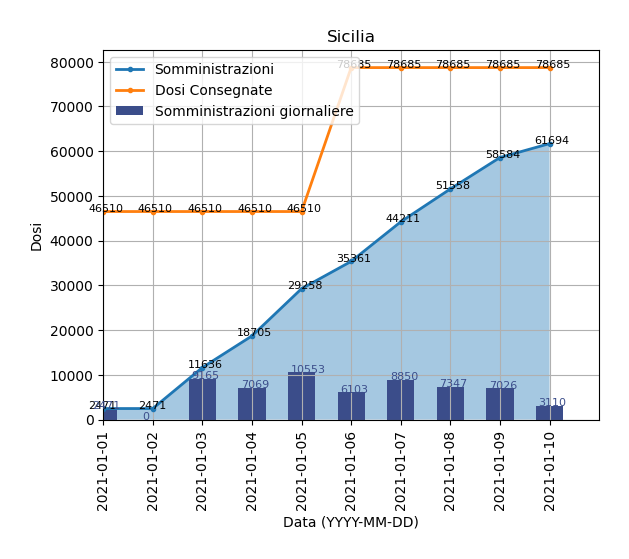 Sicilia
Somministrazioni
Dosi Consegnate
Somministrazioni giornaliere
Dosi
80000
70000
60000
50000
40000
30000
20000
10000
0
78685 78685 78685 78685 78685
46510 46510 46510 46510 46510
2471 2471 11636 18705 29258 35361 44211 51558 58584 61694
2471 0 9165 7069 10553 6103 8850 7347 7026 3110
2021-01-01
2021-01-02
2021-01-03
2021-01-04
2021-01-05
2021-01-06
2021-01-07
2021-01-08
2021-01-09
2021-01-10
Data (YYYY-MM-DD)